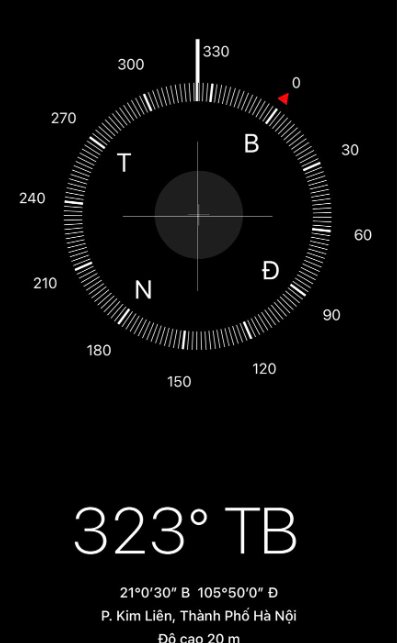 330
300
0
270
B
T
30
240
60
210
Đ
N
90
180
120
150
323° TB
21°0′30″ B 105°50′0″ Đ
P. Kim Liên, Thành Phố Hà Nội
Độ cao 20 m